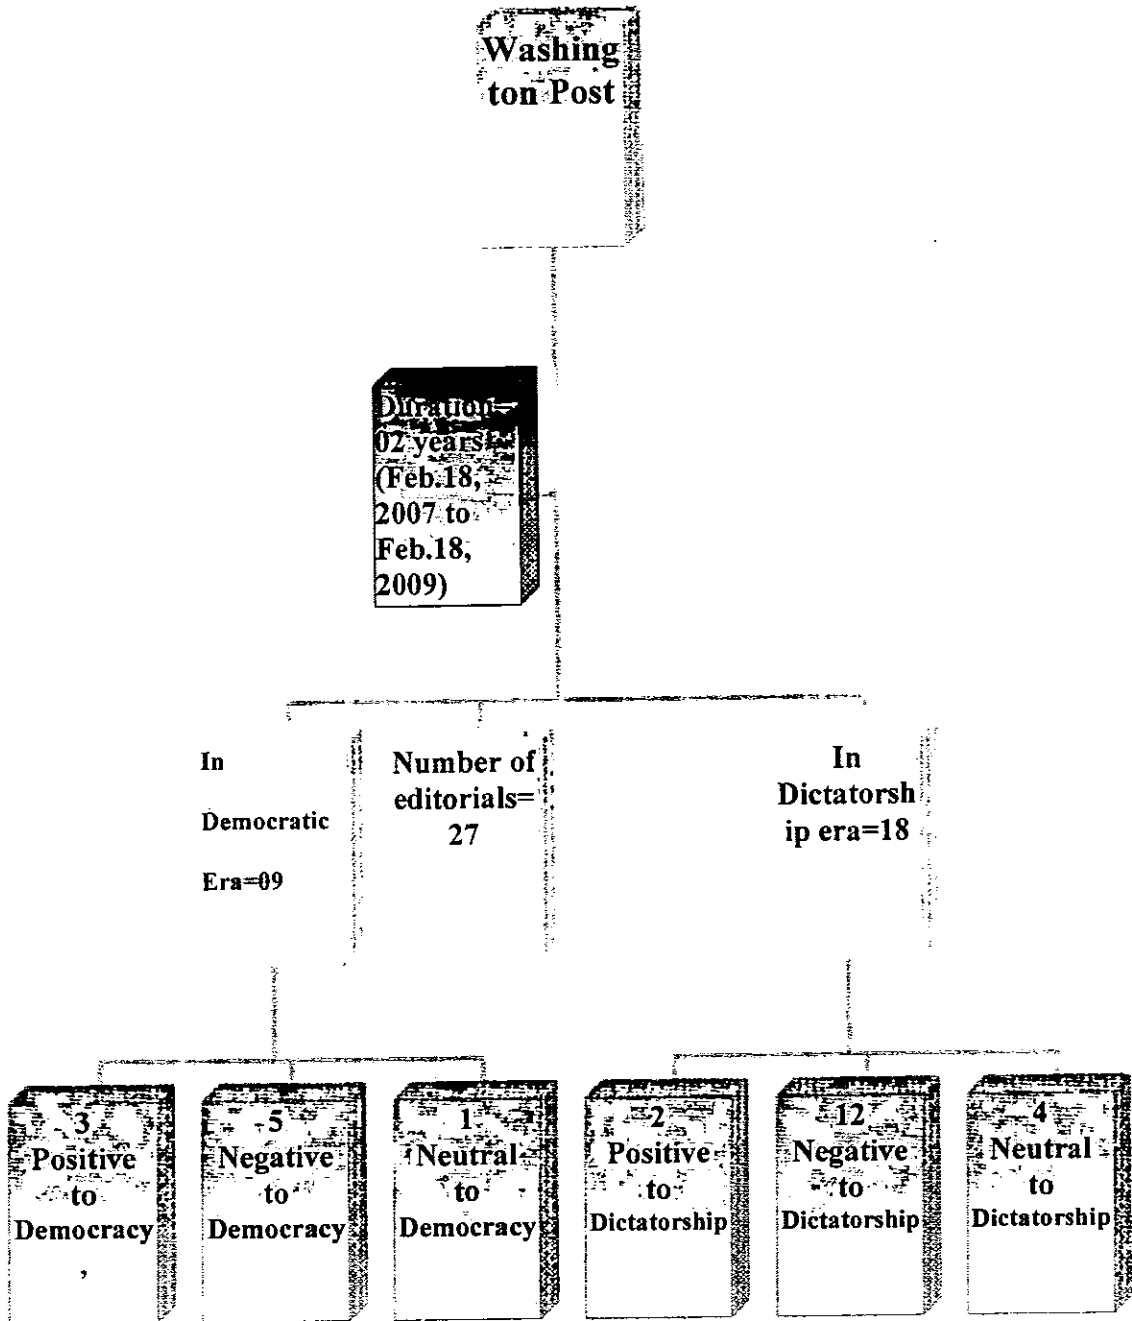 Washing
ton Post
Duration=
02 years
(Feb.18,
2007 to
Feb.18,
2009)
In
Democratic
Era=09
Number of
editorials=
27
In
Dictatorsh
ip era=18
3
Positive
to
Democracy
,
5
Negative
to
Democracy
1
Neutral
to
Democracy
2
Positive
to
Dictatorship
12
Negative
to
Dictatorship
4
Neutral
to
Dictatorship